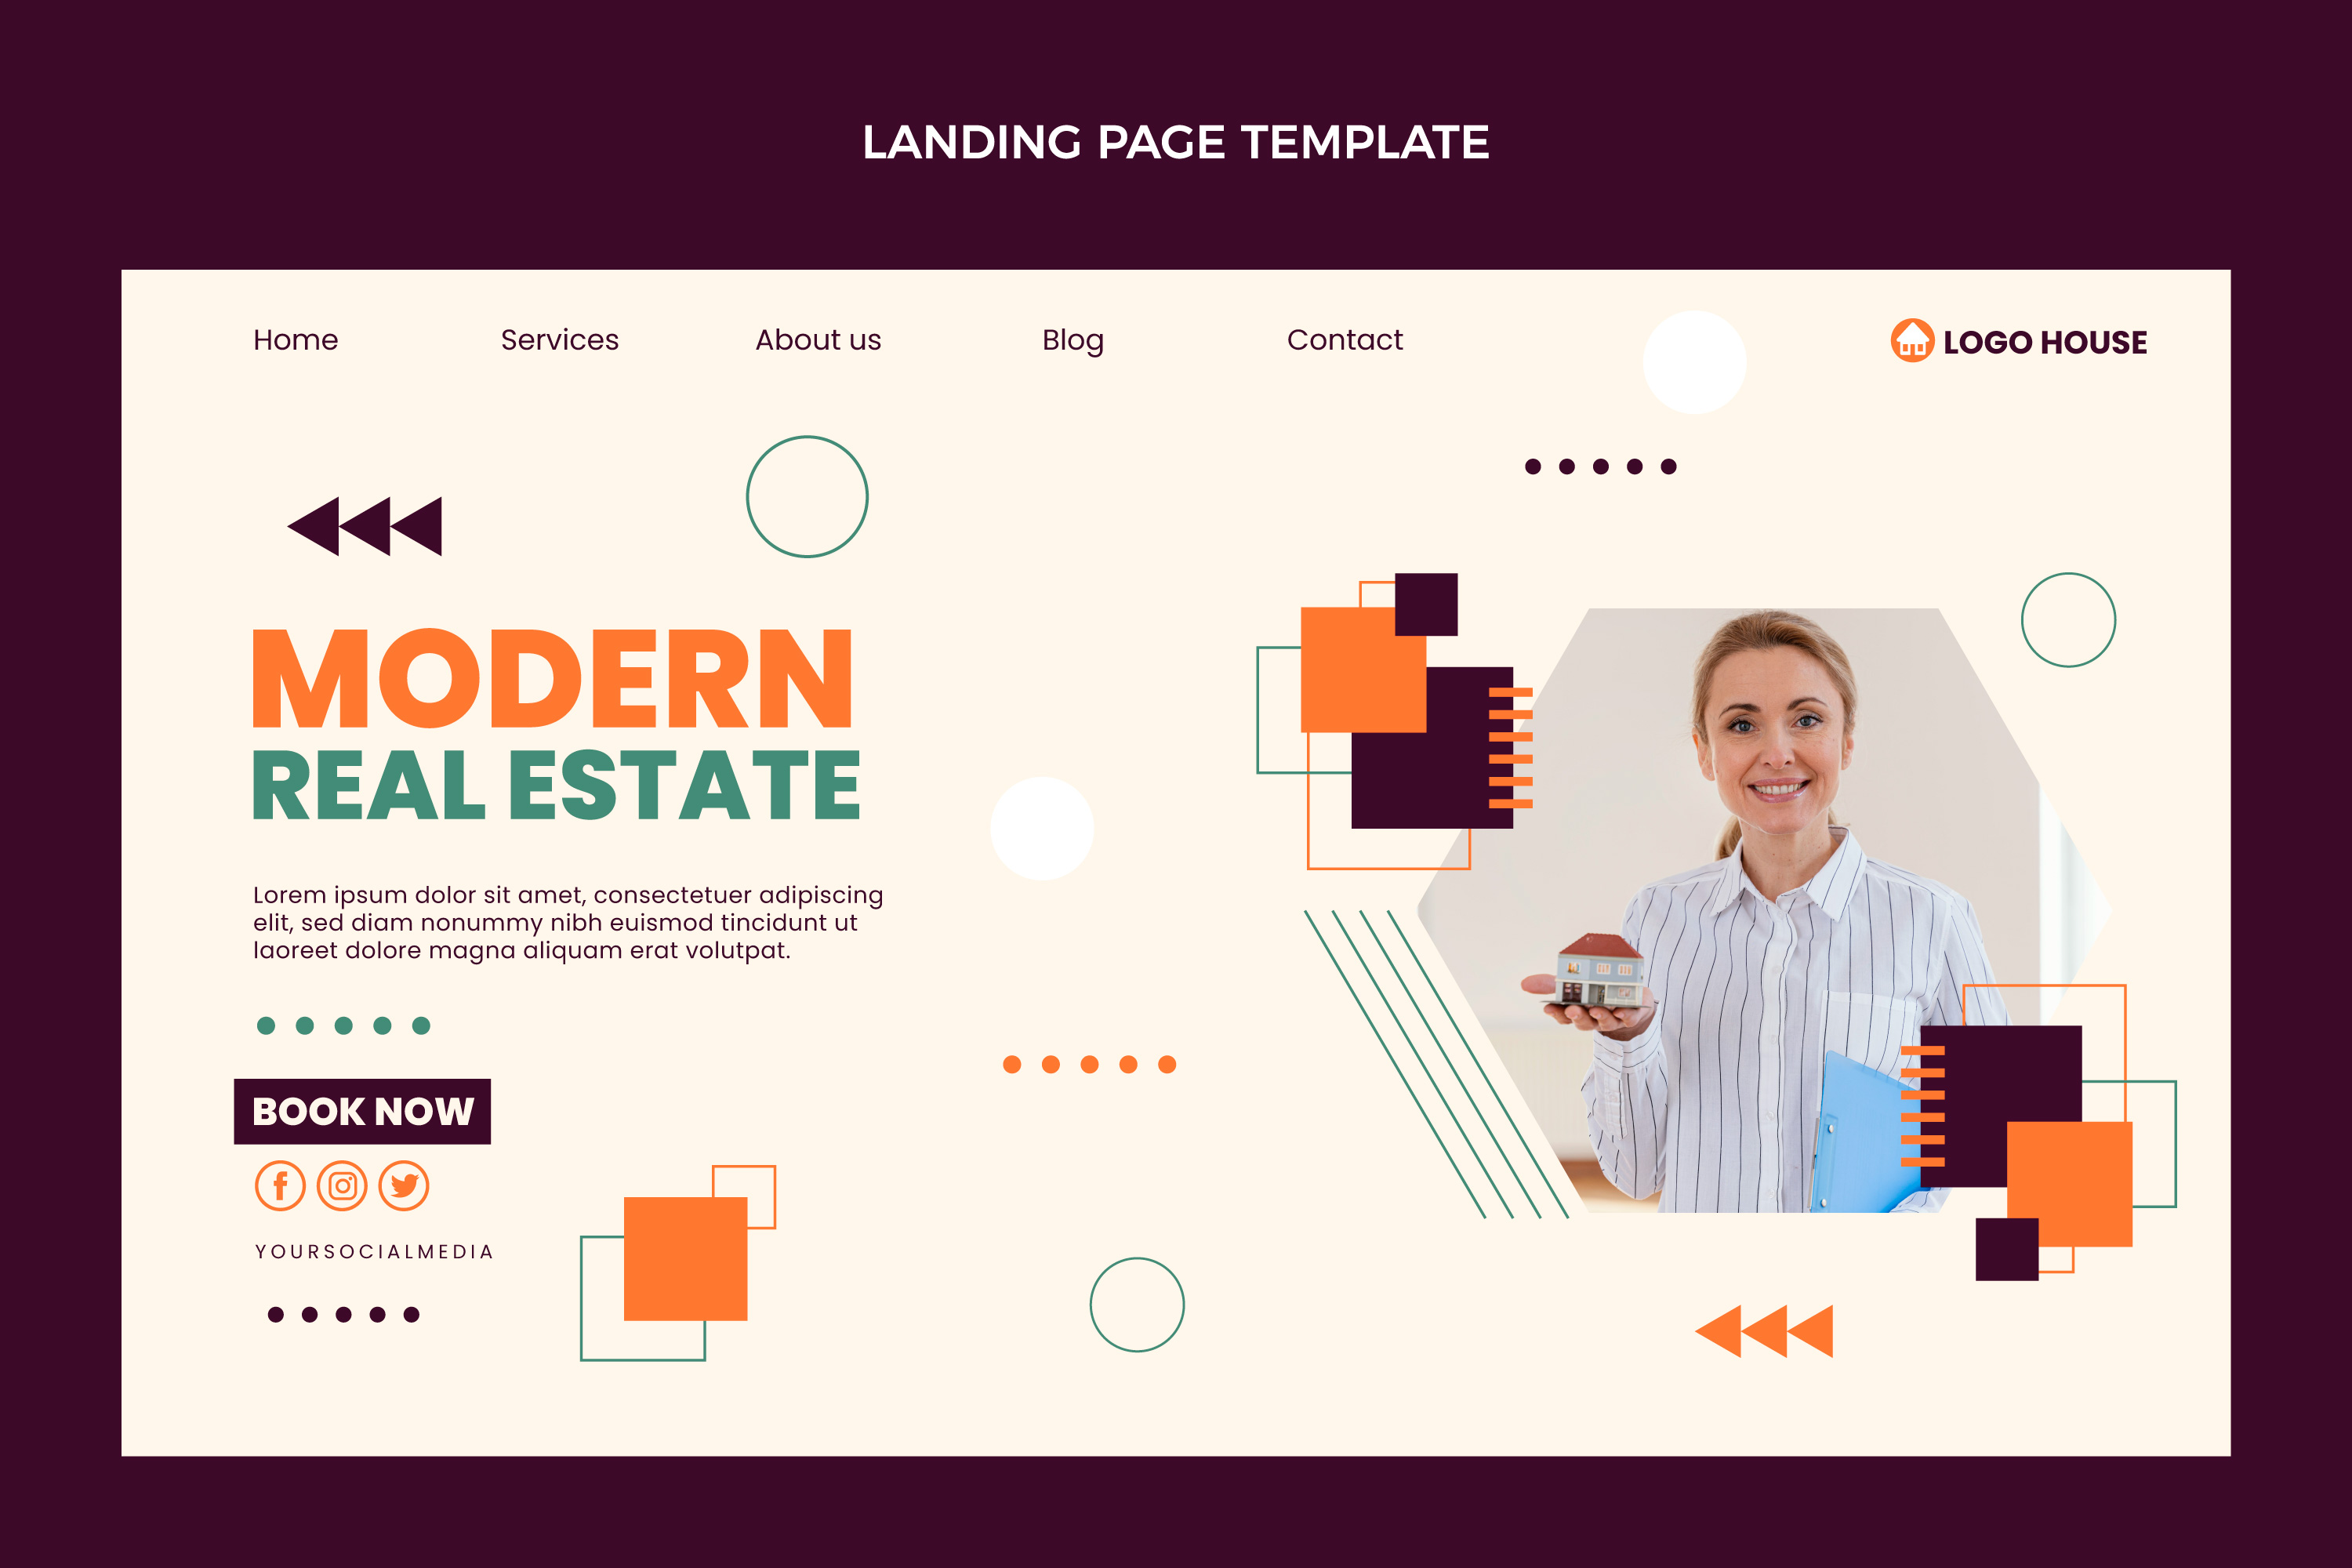 LANDING PAGE TEMPLATE
Home Services About us Blog Contact LOGO HOUSE
MODERN
REAL ESTATE
Lorem ipsum dolor sit amet, consectetuer adipiscing
elit, sed diam nonummy nibh euismod tincidunt ut
laoreet dolore magna aliquam erat volutpat.
BOOK NOW
YOURSOCIALMEDIA